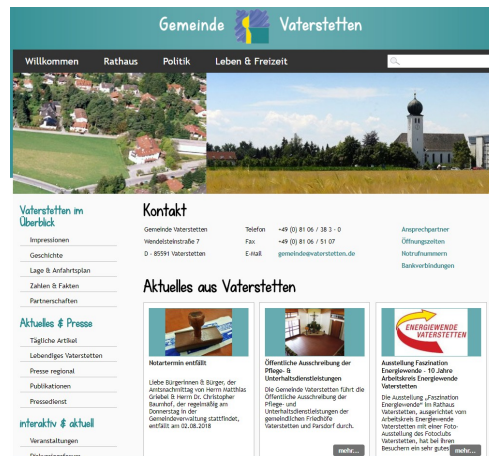 Gemeinde Vaterstetten
Willkommen Rathaus Politik Leben & Freizeit
Vaterstetten im
Überblick
Impressionen
Geschichte
Lage & Anfahrtsplan
Zahlen & Fakten
Partnerschaften
Aktuelles & Presse
Tägliche Artikel
Lebendiges Vaterstetten
Presse regional
Publikationen
Pressedienst
interaktiv & aktuell
Veranstaltungen
Kontakt
Gemeinde Vaterstetten Telefon +49 (0) 81 06 / 38 3 - 0 Ansprechpartner
Wendelsteinstraße 7 Fax +49 (0) 81 06 / 51 07 Öffnungszeiten
D - 85591 Vaterstetten E-Mail gemeinde@vaterstetten.de Notrufnummern
Bankverbindungen
Aktuelles aus Vaterstetten
Notartermin entfällt
Liebe Bürgerinnen & Bürger, der
Amtsnachmittag von Herrn Matthias
Griebel & Herrn Dr. Christopher
Baumhof, der regelmäßig am
Donnerstag in der
Gemeindeverwaltung stattfindet,
entfällt am 02.08.2018
Öffentliche Ausschreibung der
Pflege- &
Unterhaltsdienstleistungen
Die Gemeinde Vaterstetten führt die
Öffentliche Ausschreibung der
Pflege- und
Unterhaltsdienstleistungen der
gemeindlichen Friedhöfe
Vaterstetten und Parsdorf durch.
mehr...
ENERGIEWENDE
VATERSTETTEN
Ausstellung Faszination
Energiewende - 10 Jahre
Arbeitskreis Energiewende
Vaterstetten
Die Ausstellung „Faszination
Energiewende“ im Rathaus
Vaterstetten, ausgerichtet vom
Arbeitskreis Energiewende
Vaterstetten mit einer Foto-
Ausstellung des Fotoclubs
Vaterstetten, hat bei ihren
Besuchern ein sehr gutes
mehr...